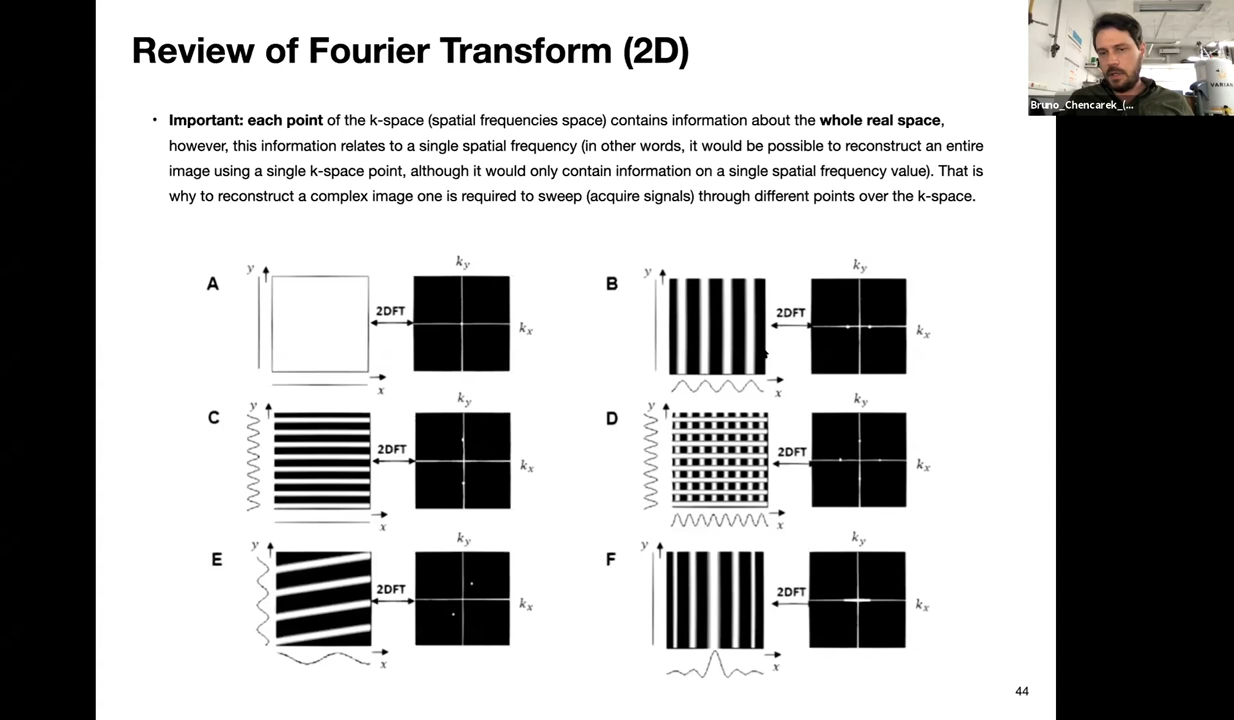 Review of Fourier Transform (2D)
Bruno_Chencarek_(...
VARIAN
• Important: each point of the k-space (spatial frequencies space) contains information about the whole real space,
however, this information relates to a single spatial frequency (in other words, it would be possible to reconstruct an entire
image using a single k-space point, although it would only contain information on a single spatial frequency value). That is
why to reconstruct a complex image one is required to sweep (acquire signals) through different points over the k-space.
A
y
x
2DFT
ky
kx
B
y
x
2DFT
ky
kx
C
y
x
2DFT
ky
kx
D
y
x
2DFT
ky
kx
E
y
x
2DFT
ky
kx
F
y
x
2DFT
ky
kx
44